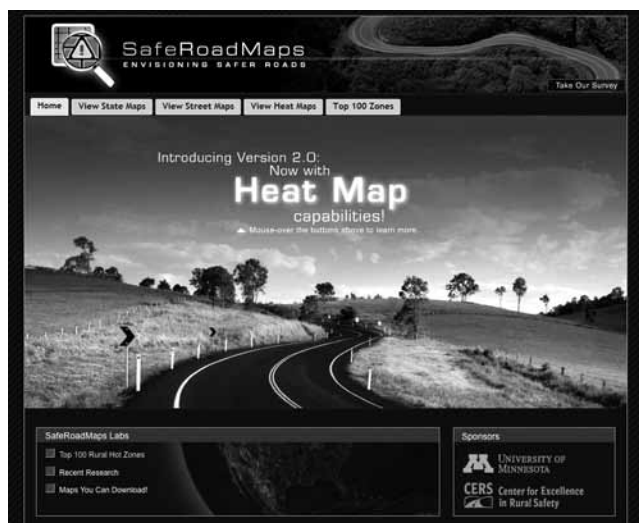 SafeRoadMaps
ENVISIONING SAFER ROADS
Take Our Survey
Home View State Maps View Street Maps View Heat Maps Top 100 Zones
Introducing Version 2.0:
Now with
Heat Map
capabilities!
Mouse-over the buttons above to learn more.
SafeRoadMaps Labs
Top 100 Rural Hot Zones
Recent Research
Maps You Can Download!
Sponsors
M UNIVERSITY OF
MINNESOTA
CERS Center for Excellence
in Rural Safety